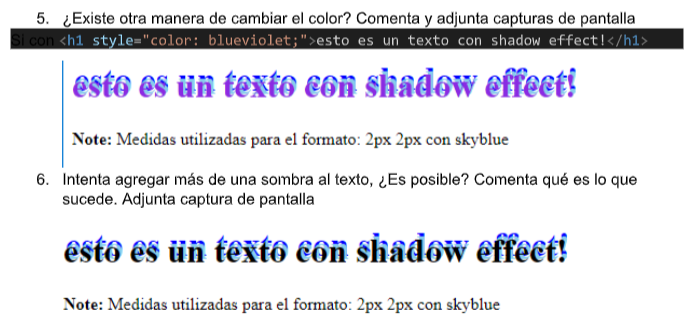 5. ¿Existe otra manera de cambiar el color? Comenta y adjunta capturas de pantalla
Si con <h1 style="color: blueviolet;">esto es un texto con shadow effect!</h1>
esto es un texto con shadow effect!
Note: Medidas utilizadas para el formato: 2px 2px con skyblue
6. Intenta agregar más de una sombra al texto, ¿Es posible? Comenta qué es lo que
sucede. Adjunta captura de pantalla
esto es un texto con shadow effect!
Note: Medidas utilizadas para el formato: 2px 2px con skyblue